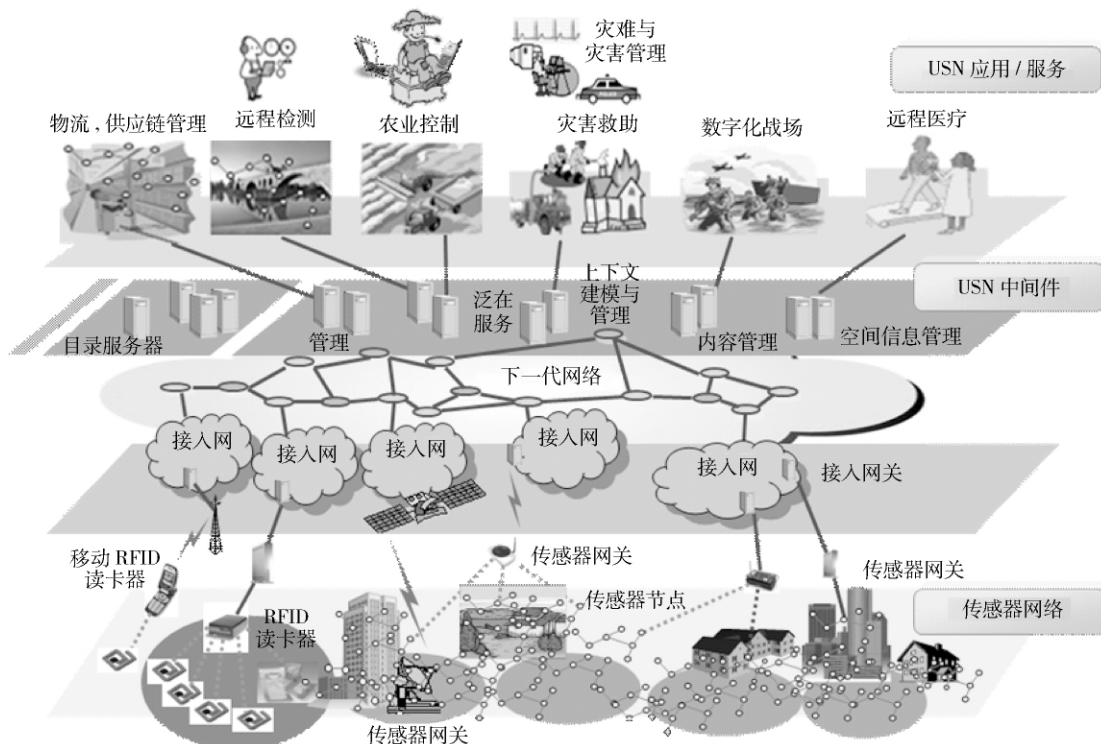 灾难与
灾害管理
USN 应用 / 服务
物流 , 供应链管理
远程检测
农业控制
灾害救助
数字化战场
远程医疗
上下文
建模与
管理
USN 中间件
泛在
服务
目录服务器
管理
内容管理
空间信息管理
下一代网络
接入网
接入网
接入网
接入网
接入网
接入网关
移动 RFID
读卡器
传感器网关
传感器网关
传感器节点
传感器网络
RFID
读卡器
传感器网关